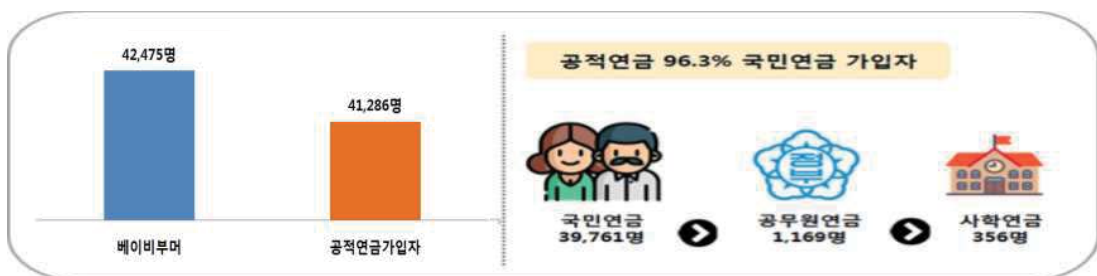 42,475명
41,286명
베이비부머
공적연금가입자
공적연금 96.3% 국민연금 가입자
국민연금
39,761명
공무원연금
1,169명
사학연금
356명